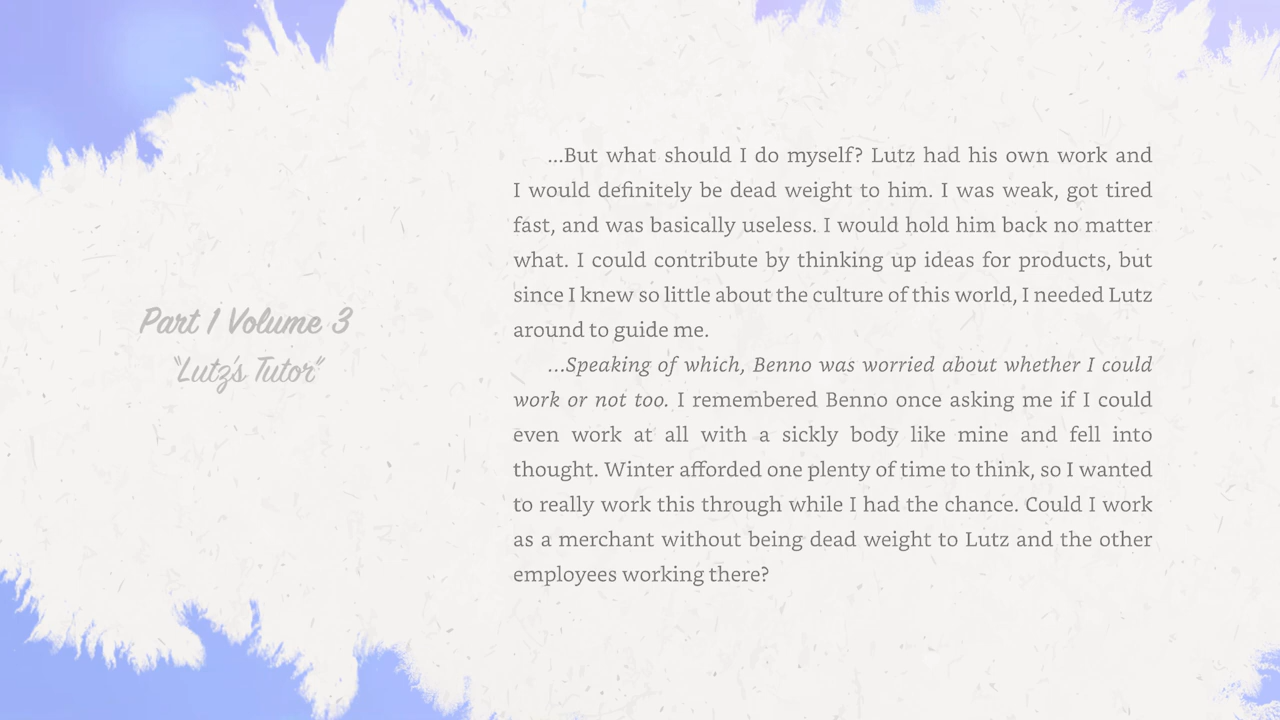 Part 1 Volume 3
"Lutz's Tutor"
...But what should I do myself? Lutz had his own work and
I would definitely be dead weight to him. I was weak, got tired
fast, and was basically useless. I would hold him back no matter
what. I could contribute by thinking up ideas for products, but
since I knew so little about the culture of this world, I needed Lutz
around to guide me.
...Speaking of which, Benno was worried about whether I could
work or not too. I remembered Benno once asking me if I could
even work at all with a sickly body like mine and fell into
thought. Winter afforded one plenty of time to think, so I wanted
to really work this through while I had the chance. Could I work
as a merchant without being dead weight to Lutz and the other
employees working there?